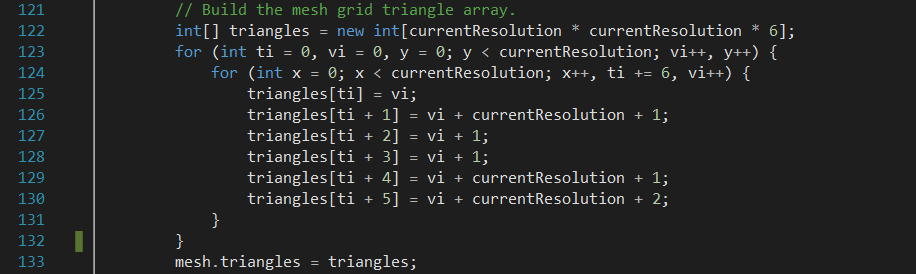 121 // Build the mesh grid triangle array.
122 int[] triangles = new int[currentResolution * currentResolution * 6];
123 for (int ti = 0, vi = 0, y = 0; y < currentResolution; vi++, y++) {
124 for (int x = 0; x < currentResolution; x++, ti += 6, vi++) {
125 triangles[ti] = vi;
126 triangles[ti + 1] = vi + currentResolution + 1;
127 triangles[ti + 2] = vi + 1;
128 triangles[ti + 3] = vi + 1;
129 triangles[ti + 4] = vi + currentResolution + 1;
130 triangles[ti + 5] = vi + currentResolution + 2;
131 }
132 }
133 mesh.triangles = triangles;